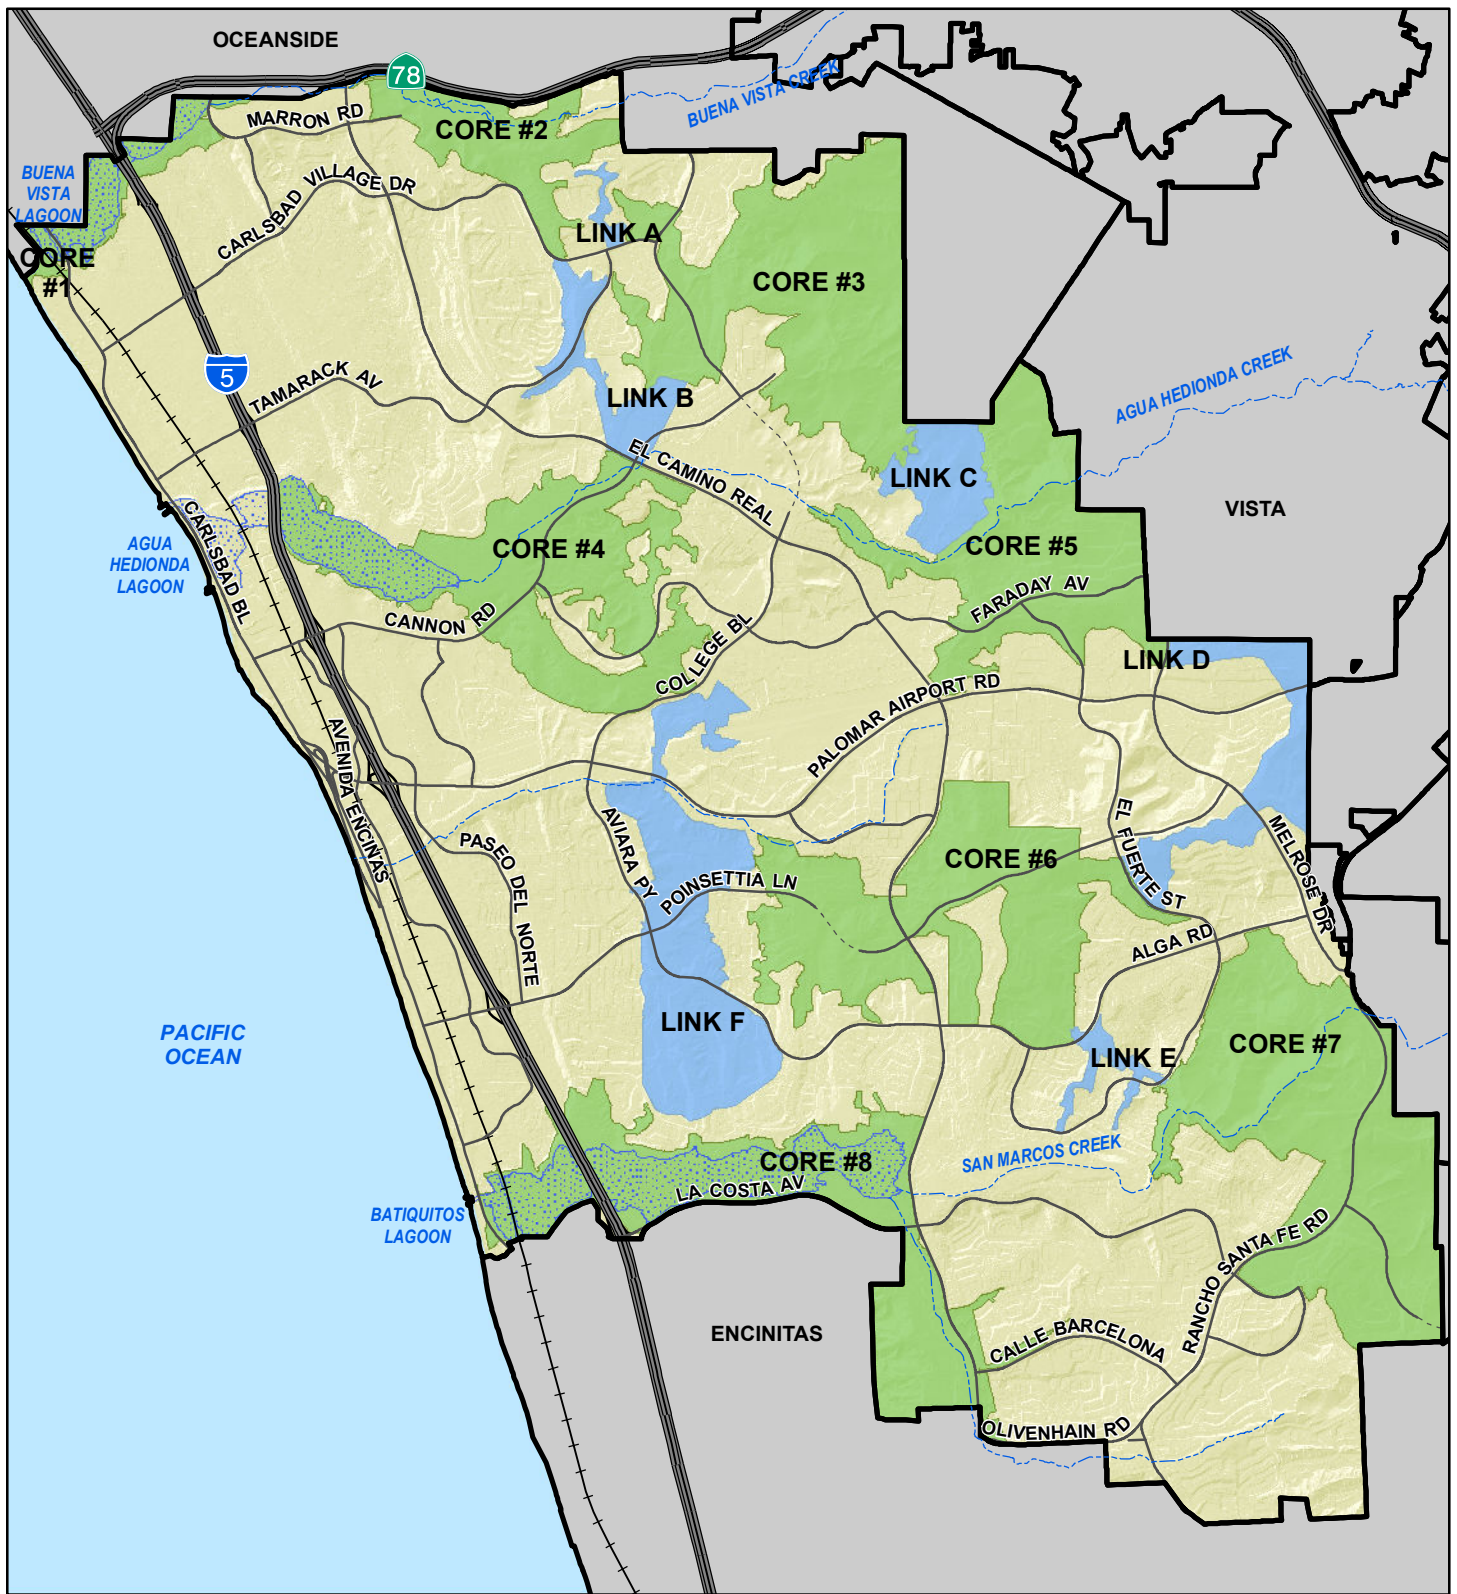 OCEANSIDE
78
BUENA VISTA CREEK
MARRON RD
CORE #2
BUENA
VISTA
LAGOON
CARLSBAD VILLAGE DR
LINK A
CORE
#1
CORE #3
5
TAMARACK AV
LINK B
AGUA HEDIONDA CREEK
EL CAMINO REAL
LINK C
VISTA
CARLSBAD BL
AGUA
HEDIONDA
LAGOON
CORE #4
CORE #5
FARADAY AV
CANNON RD
COLLEGE BL
LINK D
PALOMAR AIRPORT RD
AVENIDA ENCINAS
PASEO DEL NORTE
AVIARA PY
POINSETTIA LN
CORE #6
EL FUERTE ST
MELROSE DR
ALGA RD
PACIFIC
OCEAN
LINK F
LINK E
CORE #7
SAN MARCOS CREEK
CORE #8
LA COSTA AV
BATIQUITOS
LAGOON
RANCHO SANTA FE RD
ENCINITAS
CALLE BARCELONA
OLIVENHAIN RD